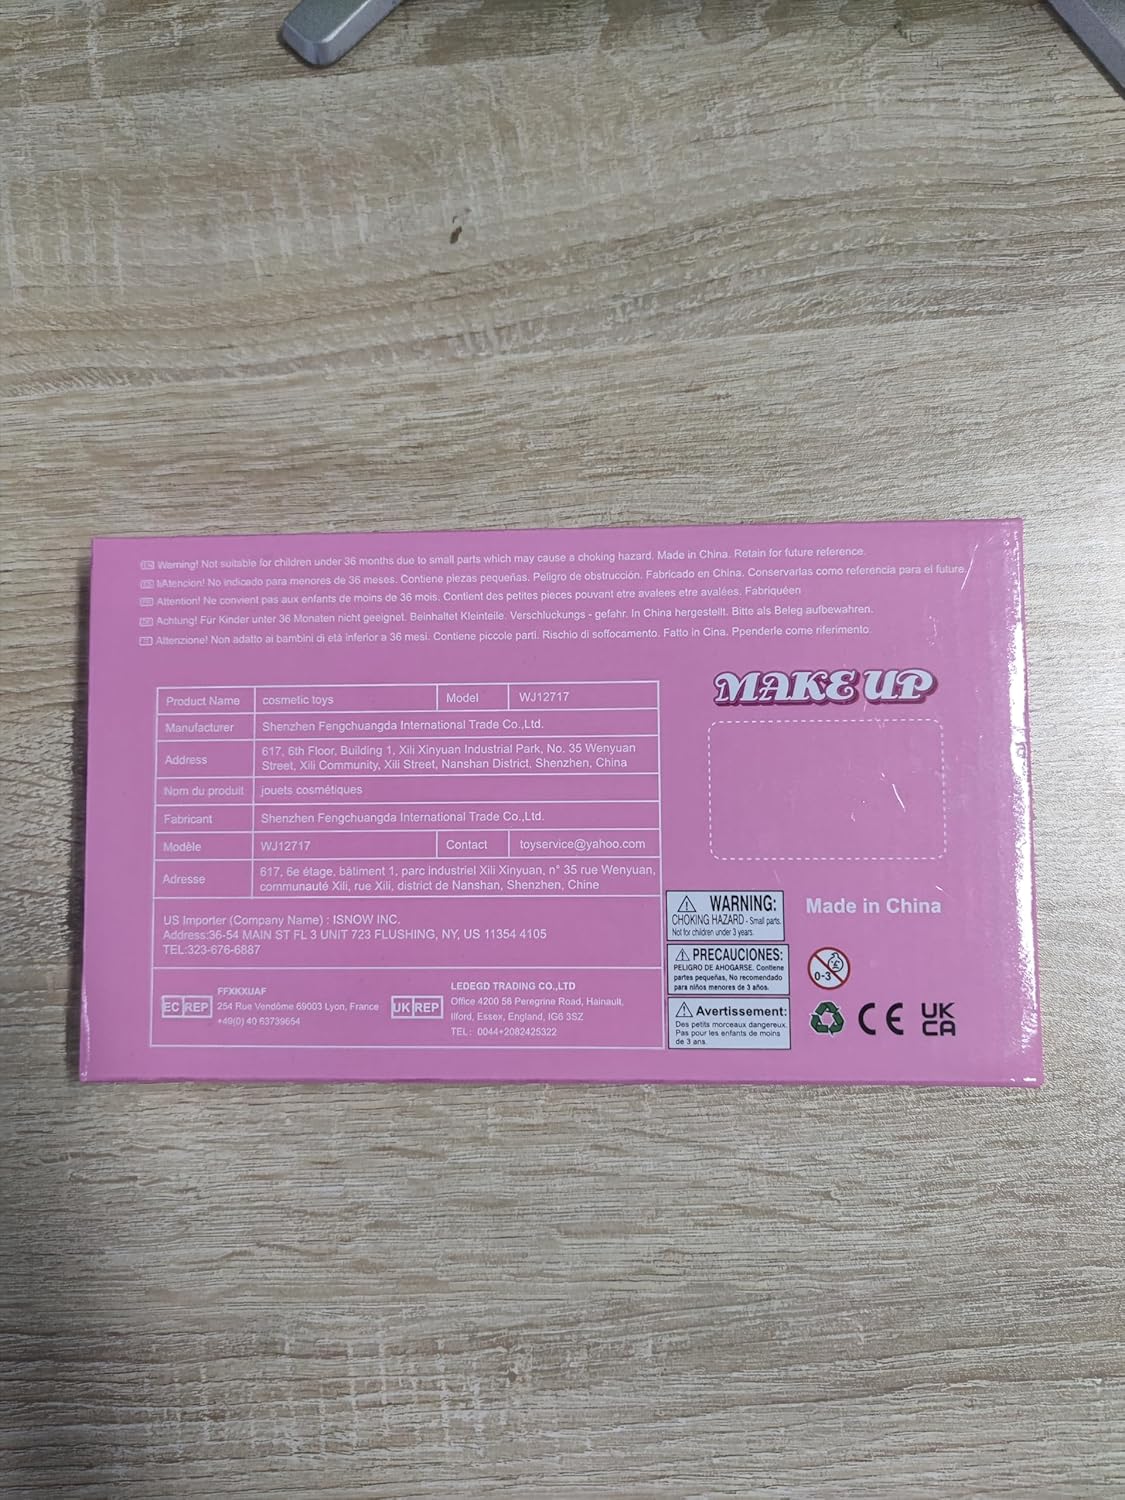 EN Warning! Not suitable for children under 36 months due to small parts which may cause a choking hazard. Made in China. Retain for future reference.
ES !Atencion! No indicado para menores de 36 meses. Contiene piezas pequeñas. Peligro de obstrucción. Fabricado en China. Conservarlas como referencia para el future.
FR Attention! Ne convient pas aux enfants de moins de 36 mois. Contient des petites pieces pouvant etre avalees etre avalées. Fabriquéen
DE Achtung! Für Kinder unter 36 Monaten nicht geeignet. Beinhaltet Kleinteile. Verschluckungs - gefahr. In China hergestellt. Bitte als Beleg aufbewahren.
IT Attenzione! Non adatto ai bambini di età inferior a 36 mesi. Contiene piccole parti. Rischio di soffocamento. Fatto in Cina. Ppenderle come riferimento.
MAKE UP
Product Name cosmetic toys Model WJ12717
Manufacturer Shenzhen Fengchuangda International Trade Co.,Ltd.
Address 617, 6th Floor, Building 1, Xili Xinyuan Industrial Park, No. 35 Wenyuan
Street, Xili Community, Xili Street, Nanshan District, Shenzhen, China
Nom du produit jouets cosmétiques
Fabricant Shenzhen Fengchuangda International Trade Co.,Ltd.
Modèle WJ12717 Contact toyservice@yahoo.com
Adresse 617, 6e étage, bâtiment 1, parc industriel Xili Xinyuan, n° 35 rue Wenyuan,
communauté Xili, rue Xili, district de Nanshan, Shenzhen, Chine
US Importer (Company Name) : ISNOW INC.
Address:36-54 MAIN ST FL 3 UNIT 723 FLUSHING, NY, US 11354 4105
TEL:323-676-6887
EC REP
FFXKXUAF
254 Rue Vendôme 69003 Lyon, France
+49(0) 40 63739654
UK REP
LEDEGD TRADING CO.,LTD
Office 4200 58 Peregrine Road, Hainault,
Ilford, Essex, England, IG6 3SZ
TEL: 0044+2082425322
WARNING:
CHOKING HAZARD - Small parts.
Not for children under 3 years.
PRECAUCIONES:
PELIGRO DE AHOGARSE. Contiene
partes pequeñas, No recomendado
para niños menores de 3 años.
Avertissement:
Des petits morceaux dangereux.
Pas pour les enfants de moins
de 3 ans.
Made in China
0-3
CE
UK
CA